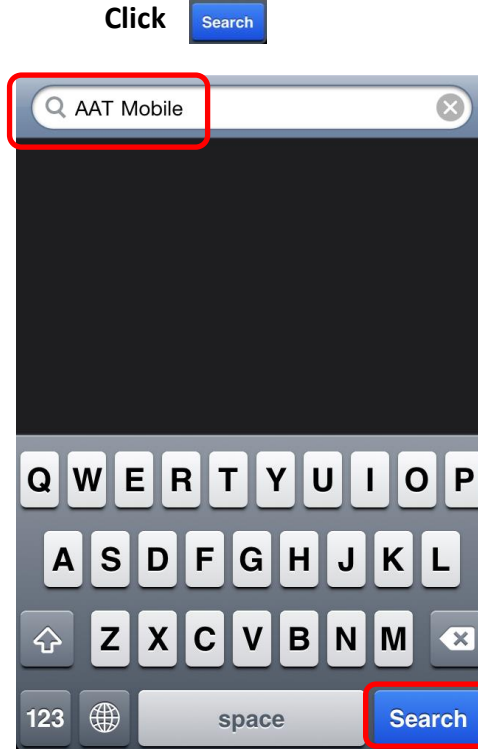 Click Search
AAT Mobile
Q W E R T Y U I O P
A S D F G H J K L
Z X C V B N M
123 space Search